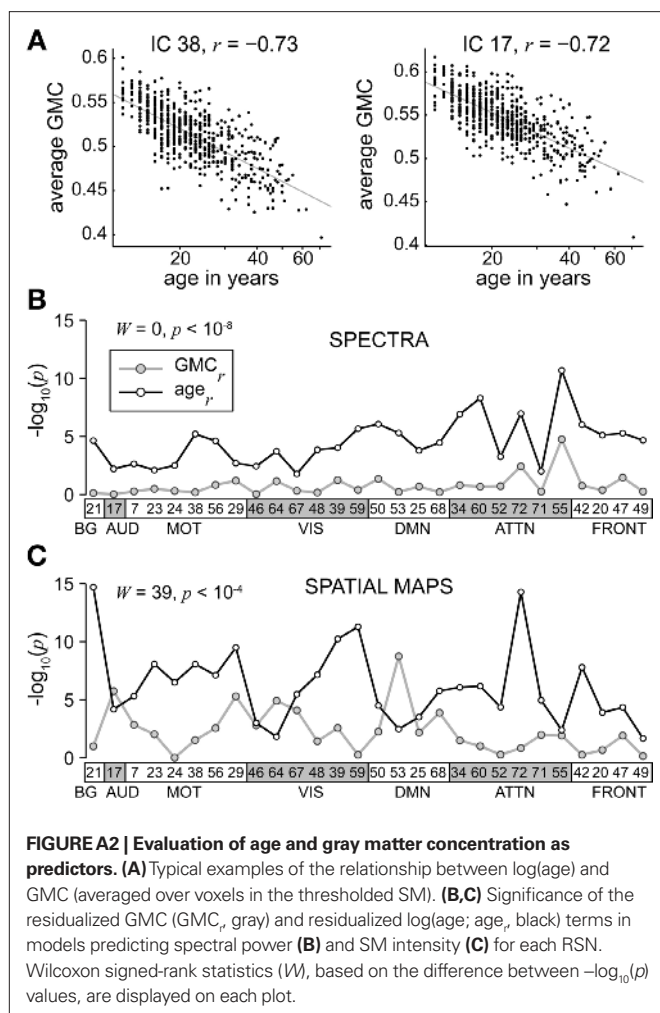 A
IC 38, r = −0.73
IC 17, r = −0.72
average GMC
0.6
0.55
0.5
0.45
0.4
20
40
60
age in years
average GMC
0.6
0.55
0.5
0.45
0.4
20
40
60
age in years
B
15
10
5
0
-log10(p)
W = 0, p < 10-8
SPECTRA
GMCr
ager
21 17 7 23 24 38 56 29 46 64 67 48 39 59 50 53 25 68 34 60 52 72 71 55 42 20 47 49
BG AUD MOT VIS DMN ATTN FRONT
C
15
10
5
0
-log10(p)
W = 39, p < 10-4
SPATIAL MAPS
21 17 7 23 24 38 56 29 46 64 67 48 39 59 50 53 25 68 34 60 52 72 71 55 42 20 47 49
BG AUD MOT VIS DMN ATTN FRONT
FIGURE A2 | Evaluation of age and gray matter concentration as
predictors. (A) Typical examples of the relationship between log(age) and
GMC (averaged over voxels in the thresholded SM). (B,C) Significance of the
residualized GMC (GMCr, gray) and residualized log(age; ager, black) terms in
models predicting spectral power (B) and SM intensity (C) for each RSN.
Wilcoxon signed-rank statistics (W), based on the difference between −log10(p)
values, are displayed on each plot.